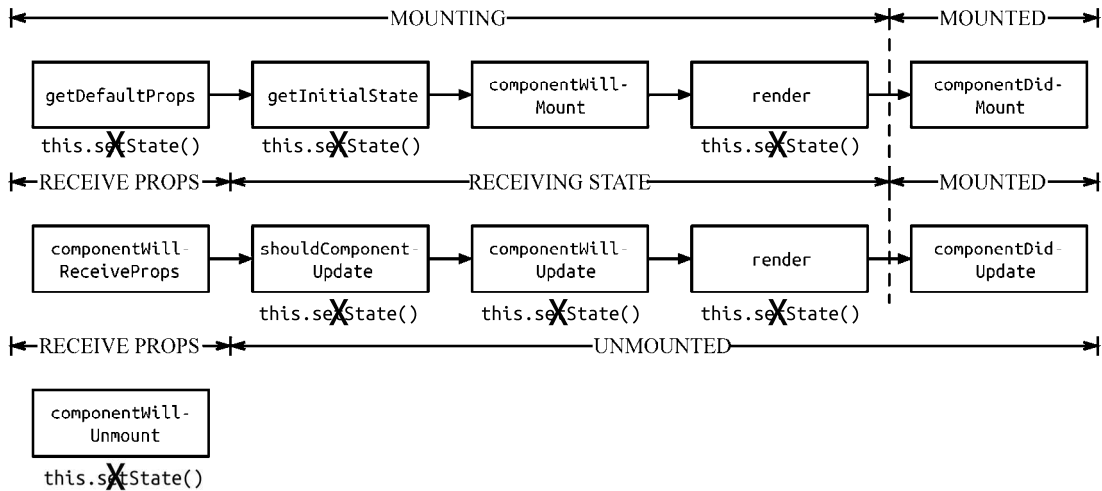 MOUNTING MOUNTED
getDefaultProps getInitialState componentWill- render componentDid-
Mount Mount
this.setState() this.setState() this.setState()
RECEIVE PROPS RECEIVING STATE MOUNTED
componentWill- shouldComponent- componentWill- render componentDid-
ReceiveProps Update Update Update
this.setState() this.setState() this.setState()
RECEIVE PROPS UNMOUNTED
componentWill-
Unmount
this.setState()